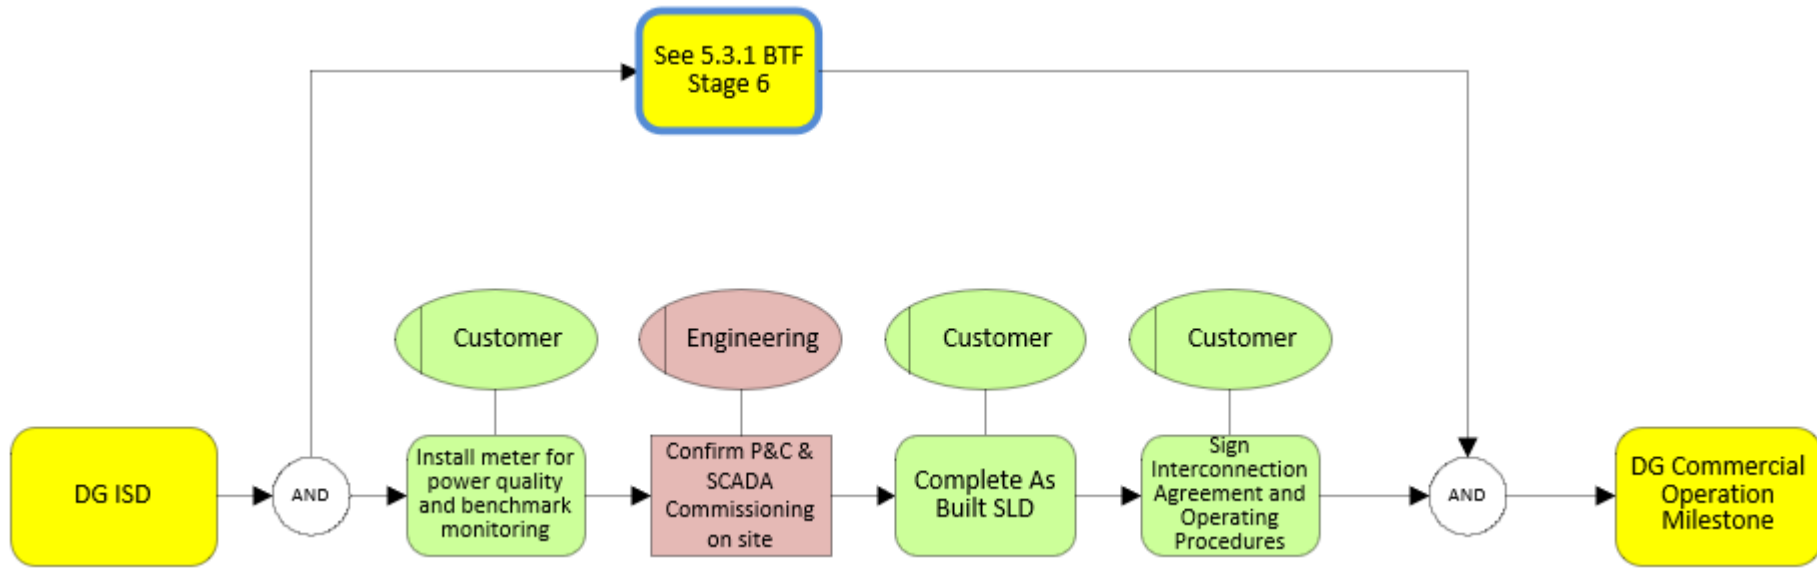 See 5.3.1 BTF
Stage 6
Customer
Engineering
Customer
Customer
DG ISD
AND
Install meter for
power quality
and benchmark
monitoring
Confirm P&C &
SCADA
Commissioning
on site
Complete As
Built SLD
Sign
Interconnection
Agreement and
Operating
Procedures
AND
DG Commercial
Operation
Milestone